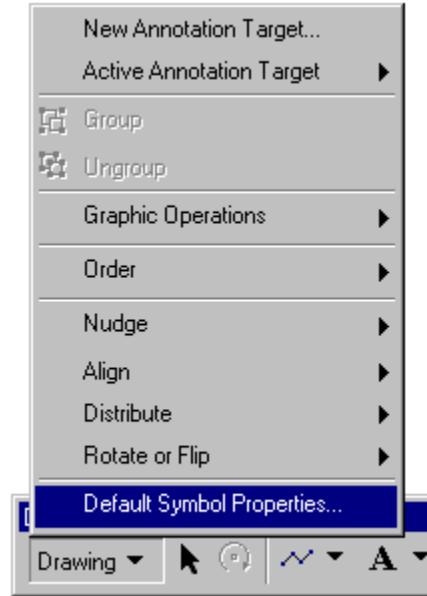 New Annotation Target...
Active Annotation Target
Group
Ungroup
Graphic Operations
Order
Nudge
Align
Distribute
Rotate or Flip
Default Symbol Properties...
Drawing
A